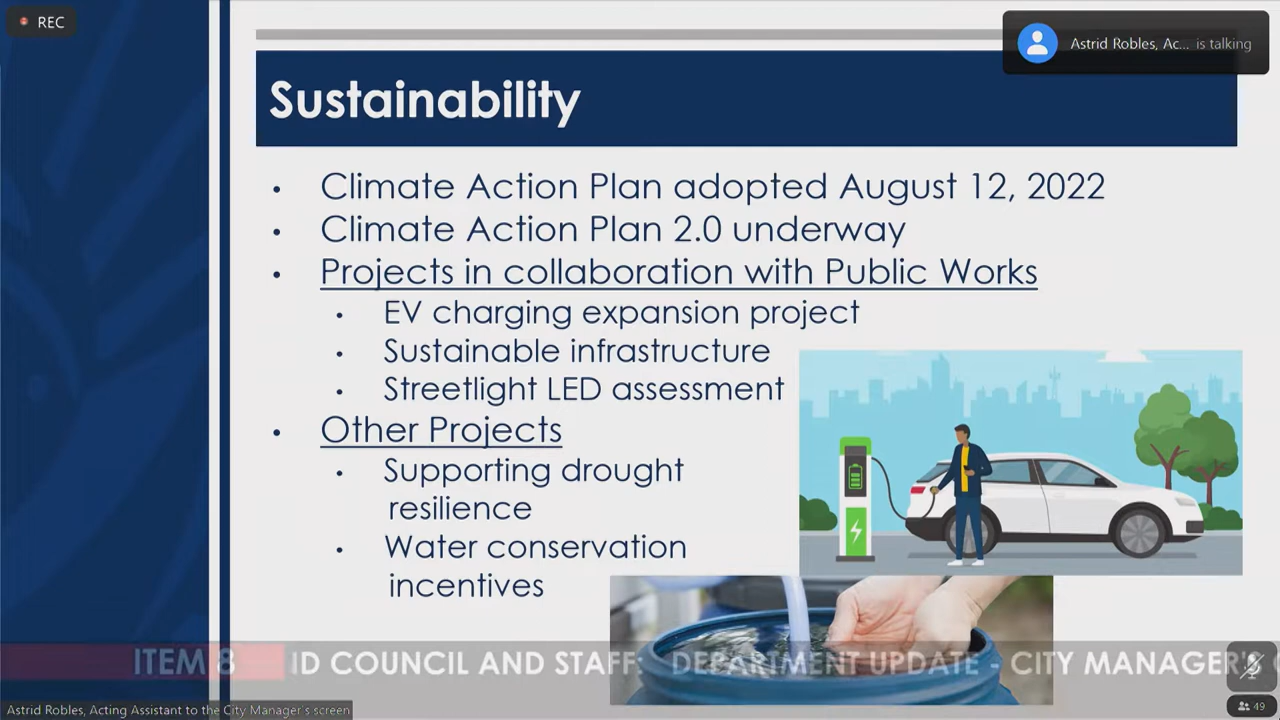 REC
Astrid Robles, Ac... is talking
Sustainability
• Climate Action Plan adopted August 12, 2022
• Climate Action Plan 2.0 underway
• Projects in collaboration with Public Works
• EV charging expansion project
• Sustainable infrastructure
• Streetlight LED assessment
• Other Projects
• Supporting drought
resilience
• Water conservation
incentives
ITEM 8 ID COUNCIL AND STAFF: DEPARTMENT UPDATE - CITY MANAGER'S
Astrid Robles, Acting Assistant to the City Manager's screen
49